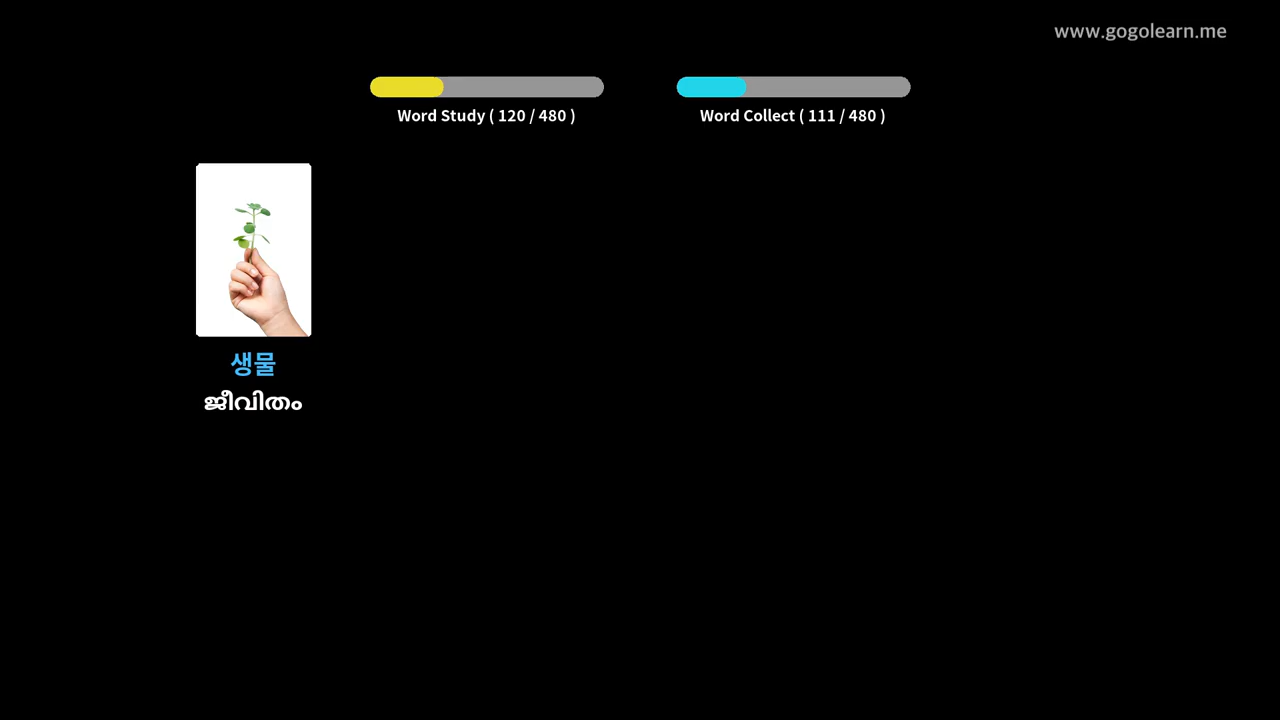 www.gogolearn.me
Word Study ( 120 / 480 )
Word Collect ( 111 / 480 )
생물
ജീവിതം